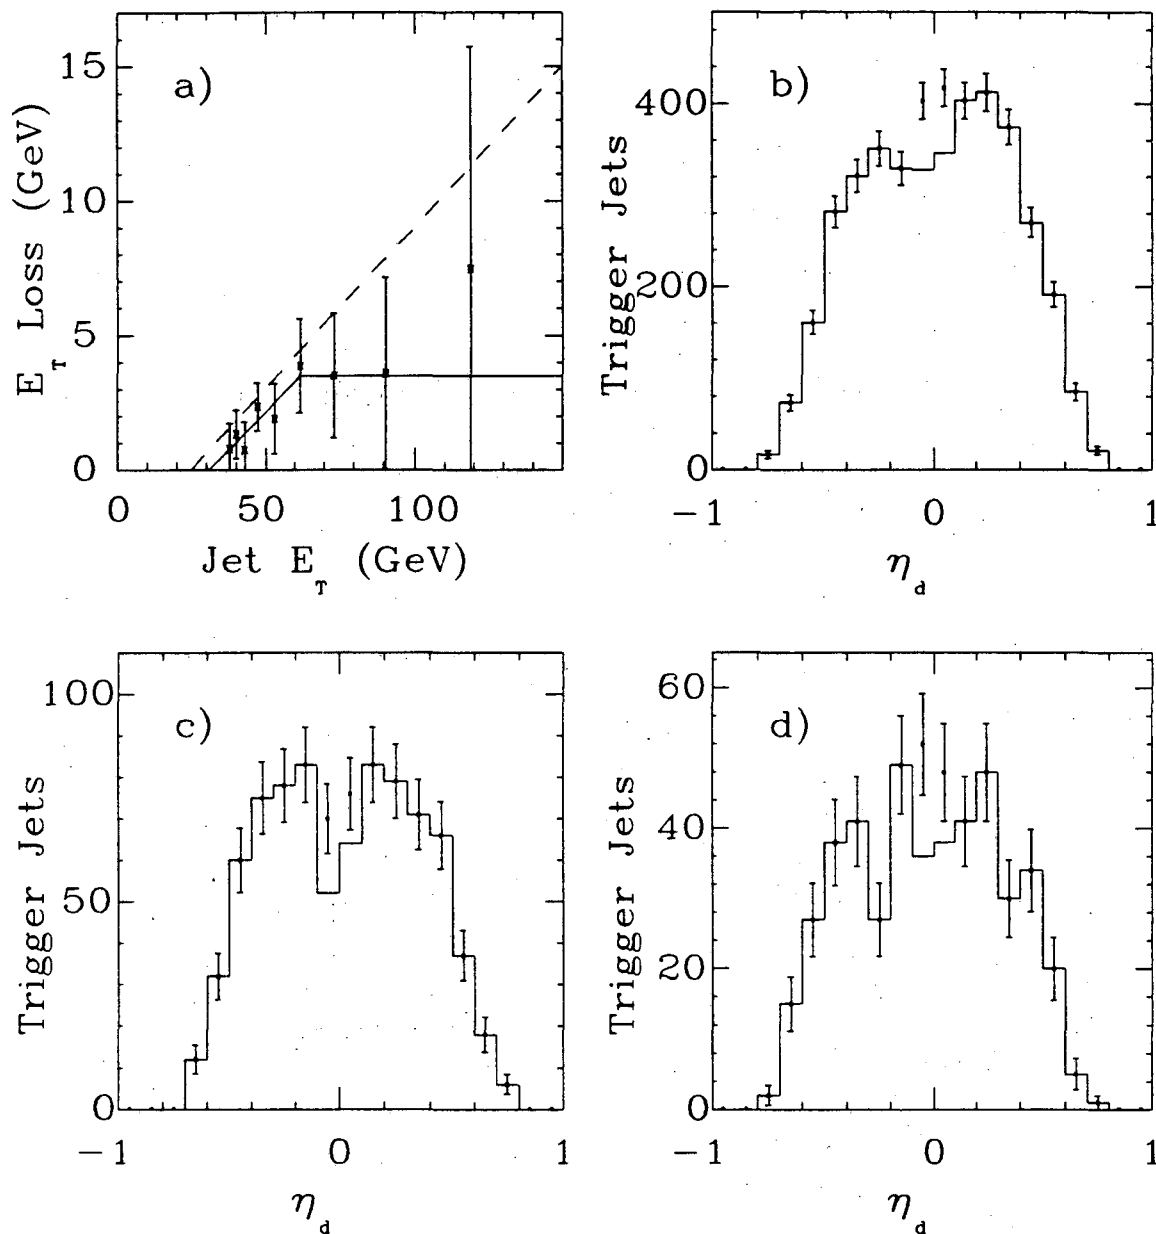 a)
E_T Loss (GeV)
15
10
5
0
0 50 100
Jet E_T (GeV)
b)
Trigger Jets
400
200
0
-1 0 1
η_d
c)
Trigger Jets
100
50
0
-1 0 1
η_d
d)
Trigger Jets
60
40
20
0
-1 0 1
η_d